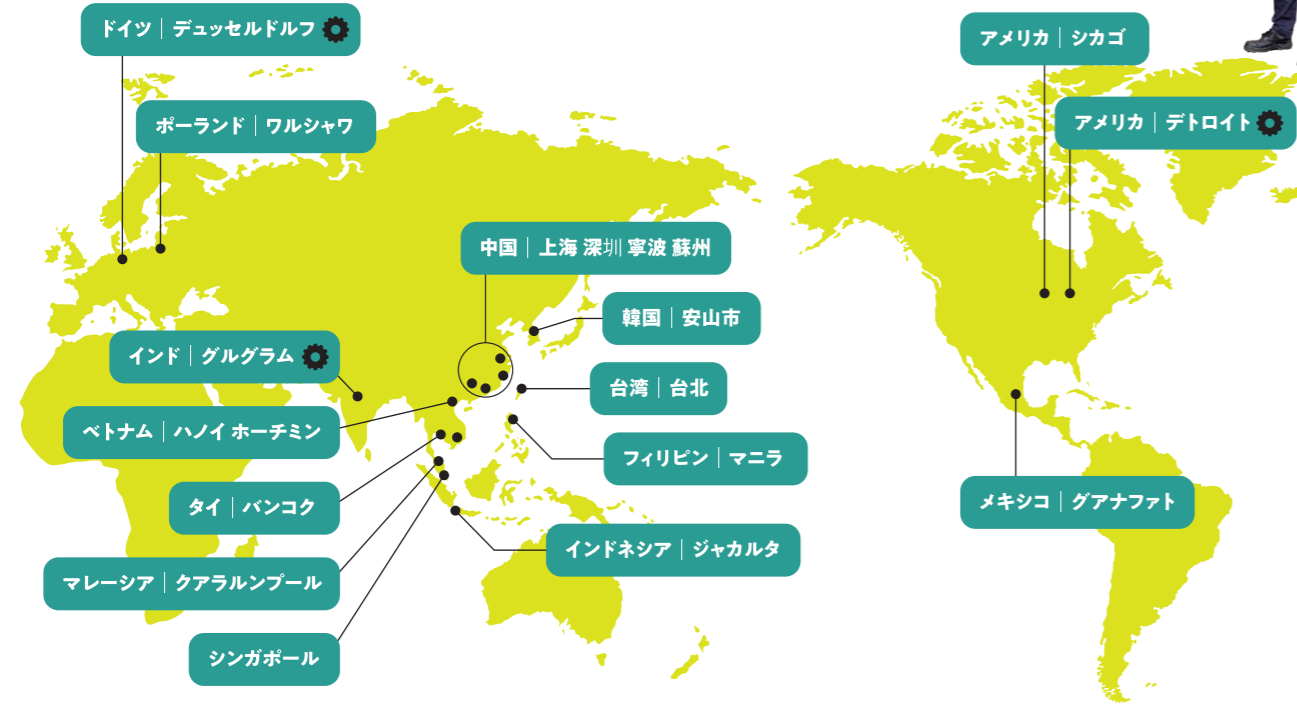 ドイツ｜デュッセルドルフ
ポーランド｜ワルシャワ
中国｜上海 深圳 寧波 蘇州
韓国｜安山市
インド｜グルグラム
台湾｜台北
ベトナム｜ハノイ ホーチミン
フィリピン｜マニラ
タイ｜バンコク
インドネシア｜ジャカルタ
マレーシア｜クアラルンプール
シンガポール
アメリカ｜シカゴ
アメリカ｜デトロイト
メキシコ｜グアナファト